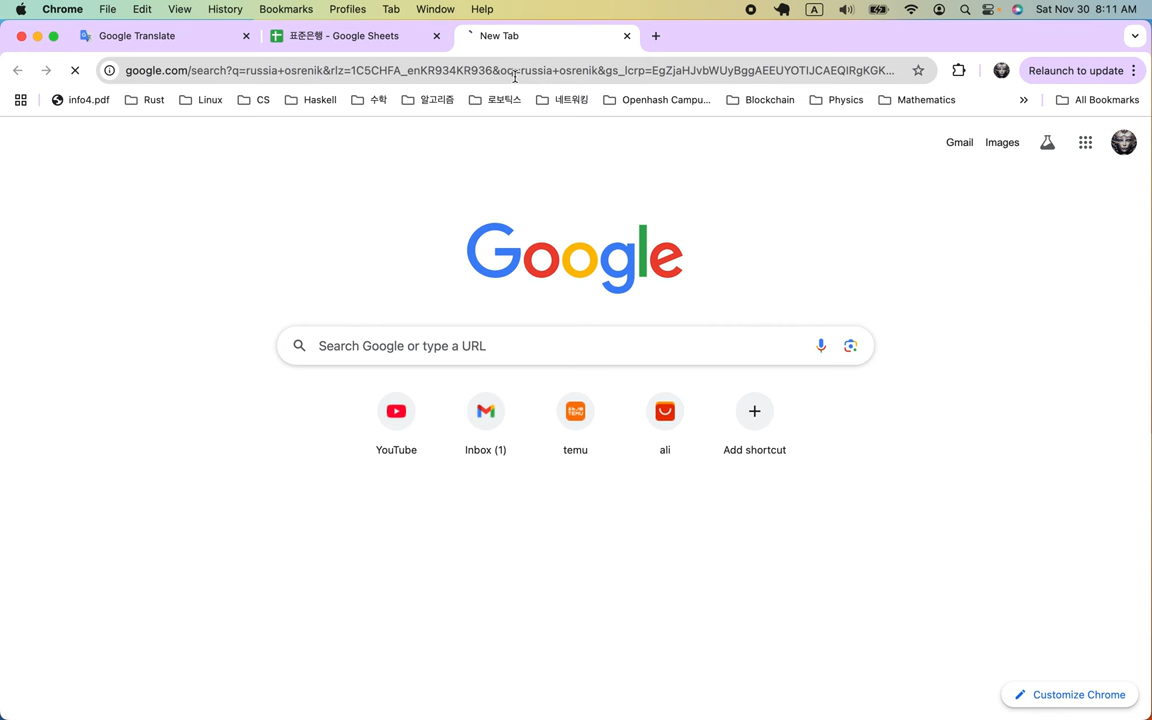 Chrome File Edit View History Bookmarks Profiles Tab Window Help A Sat Nov 30 8:11 AM
Google Translate 표준은행 - Google Sheets New Tab
google.com/search?q=russia+osrenik&rlz=1C5CHFA_enKR934KR936&oq=russia+osrenik&gs_lcrp=EgZjaHJvbWUyBggAEEUYOTIJCAEQIRgKGK... Relaunch to update
info4.pdf Rust Linux CS Haskell 수학 알고리즘 로보틱스 네트워킹 Openhash Campu... Blockchain Physics Mathematics » All Bookmarks
Gmail Images
Google
Search Google or type a URL
YouTube Inbox (1) temu ali Add shortcut
Customize Chrome